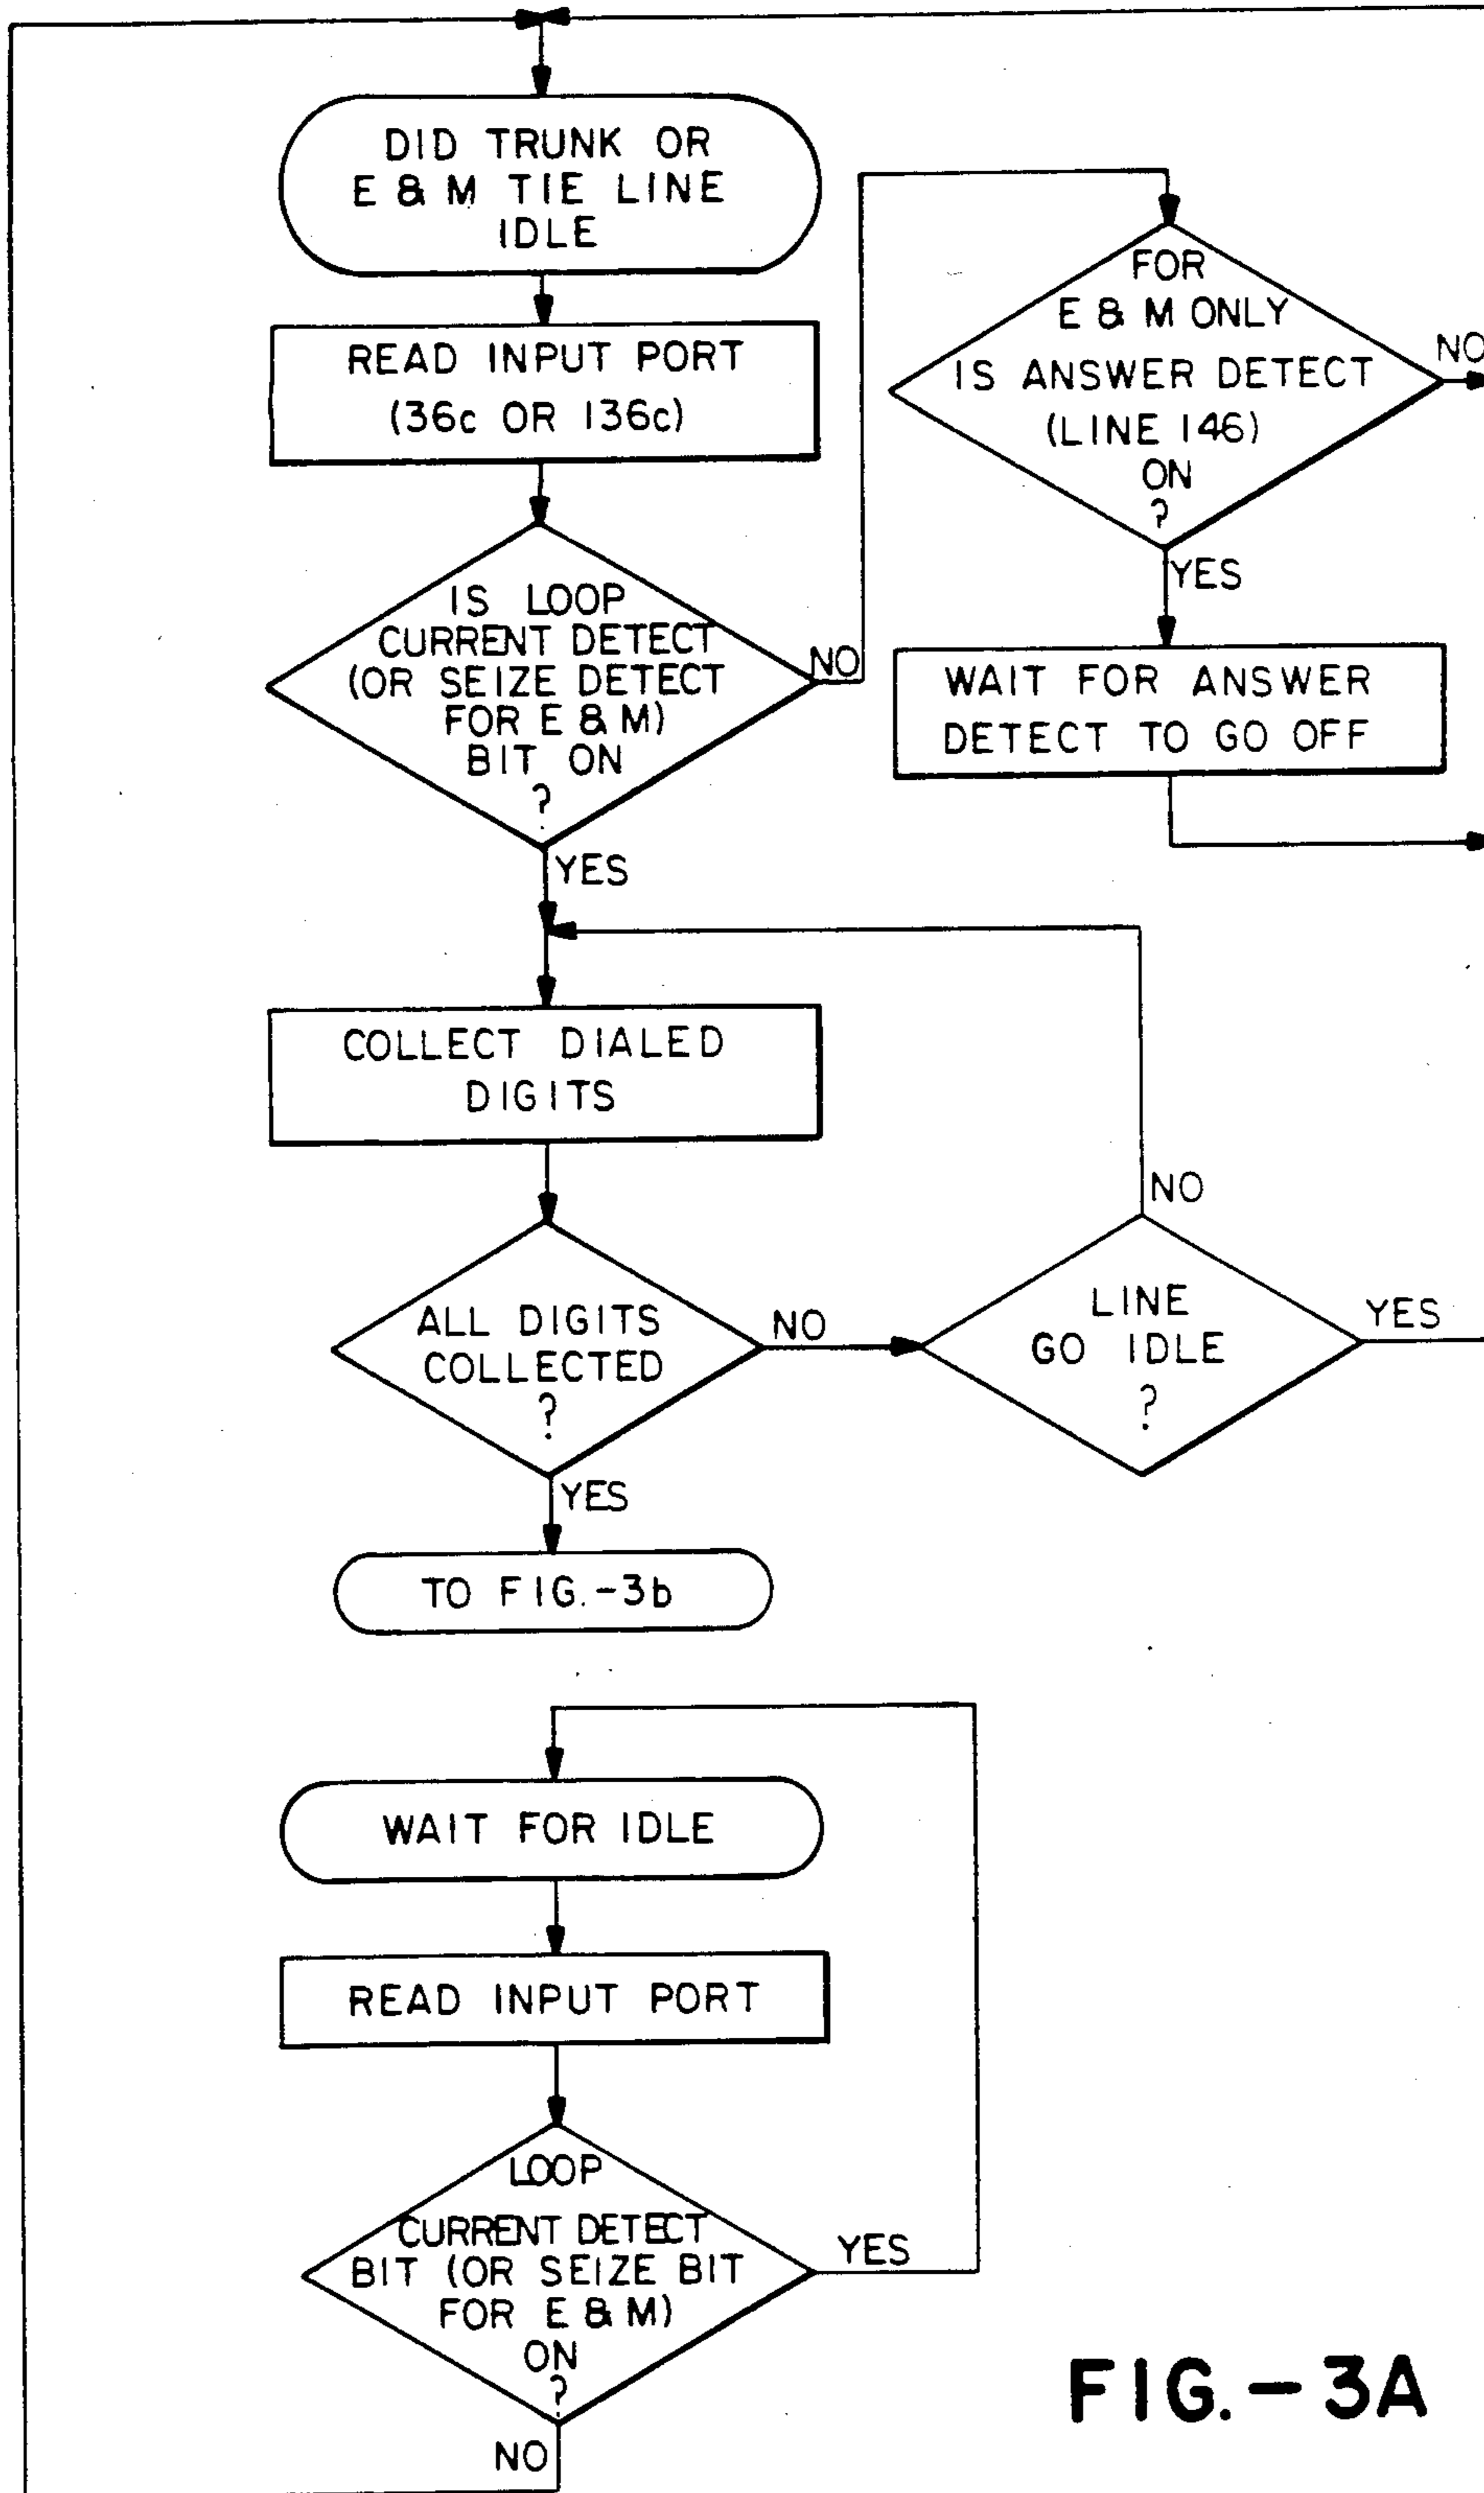 DID TRUNK OR
E & M TIE LINE
IDLE
READ INPUT PORT
(36c OR 136c)
IS LOOP
CURRENT DETECT
(OR SEIZE DETECT
FOR E & M)
BIT ON
?
NO
YES
FOR
E & M ONLY
IS ANSWER DETECT
(LINE 146)
ON
?
NO
YES
WAIT FOR ANSWER
DETECT TO GO OFF
COLLECT DIALED
DIGITS
ALL DIGITS
COLLECTED
?
NO
YES
LINE
GO IDLE
?
NO
YES
TO FIG.-3b
WAIT FOR IDLE
READ INPUT PORT
LOOP
CURRENT DETECT
BIT (OR SEIZE BIT
FOR E & M)
ON
?
YES
NO
FIG.-3A